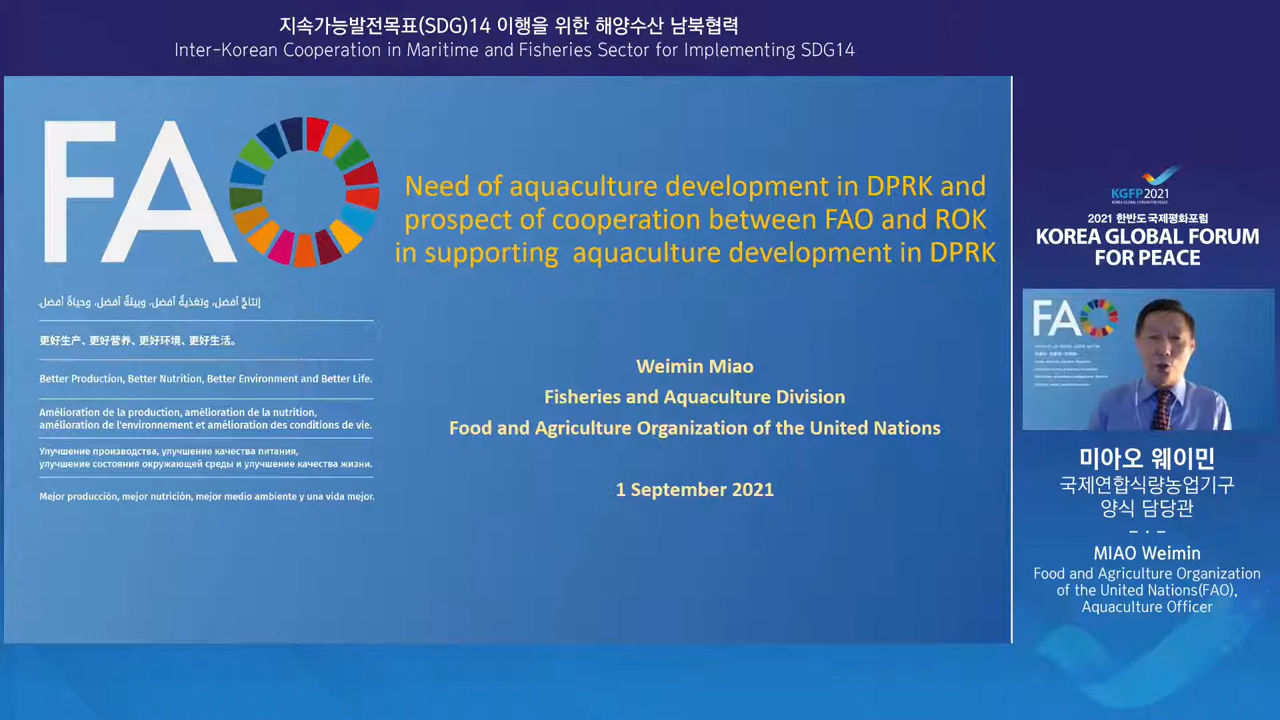 지속가능발전목표(SDG)14 이행을 위한 해양수산 남북협력
Inter-Korean Cooperation in Maritime and Fisheries Sector for Implementing SDG14
FAO
إنتاجٌ أفضل، وتغذيةٌ أفضل، وبيئةٌ أفضل، وحياةٌ أفضل.
更好生产、更好营养、更好环境、更好生活。
Better Production, Better Nutrition, Better Environment and Better Life.
Amélioration de la production, amélioration de la nutrition,
amélioration de l'environnement et amélioration des conditions de vie.
Улучшение производства, улучшение качества питания,
улучшение состояния окружающей среды и улучшение качества жизни.
Mejor producción, mejor nutrición, mejor medio ambiente y una vida mejor.
Need of aquaculture development in DPRK and
prospect of cooperation between FAO and ROK
in supporting aquaculture development in DPRK
Weimin Miao
Fisheries and Aquaculture Division
Food and Agriculture Organization of the United Nations
1 September 2021
KGFP2021
KOREA GLOBAL FORUM FOR PEACE
2021 한반도국제평화포럼
KOREA GLOBAL FORUM
FOR PEACE
FAO
미아오 웨이민
국제연합식량농업기구
양식 담당관
MIAO Weimin
Food and Agriculture Organization
of the United Nations(FAO),
Aquaculture Officer